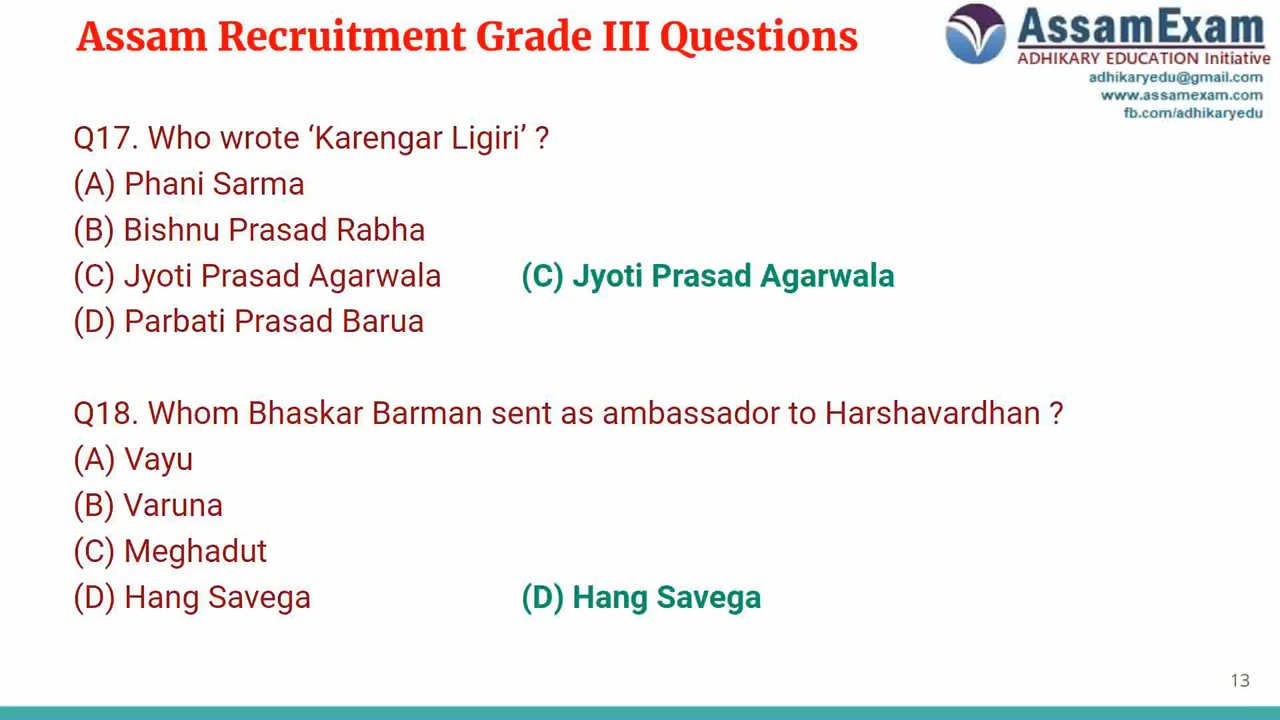 Assam Recruitment Grade III Questions
AssamExam
ADHIKARY EDUCATION Initiative
adhikaryedu@gmail.com
www.assamexam.com
fb.com/adhikaryedu
Q17. Who wrote ‘Karengar Ligiri’ ?
(A) Phani Sarma
(B) Bishnu Prasad Rabha
(C) Jyoti Prasad Agarwala (C) Jyoti Prasad Agarwala
(D) Parbati Prasad Barua
Q18. Whom Bhaskar Barman sent as ambassador to Harshavardhan ?
(A) Vayu
(B) Varuna
(C) Meghadut
(D) Hang Savega (D) Hang Savega
13